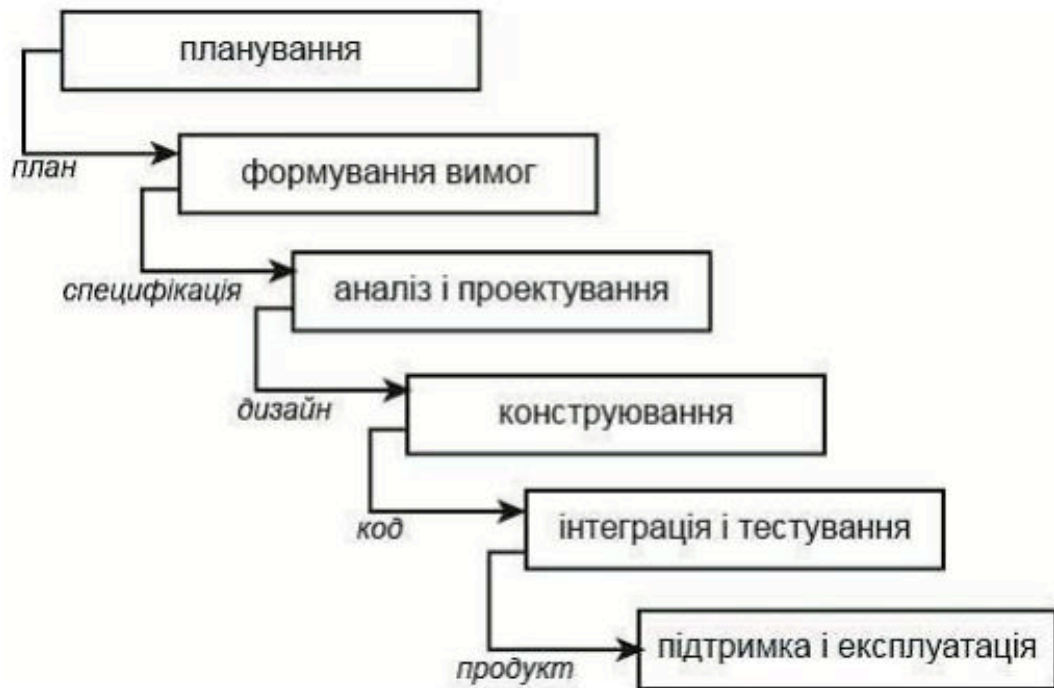 планування
план
формування вимог
специфікація
аналіз і проектування
дизайн
конструювання
код
інтеграція і тестування
продукт
підтримка і експлуатація